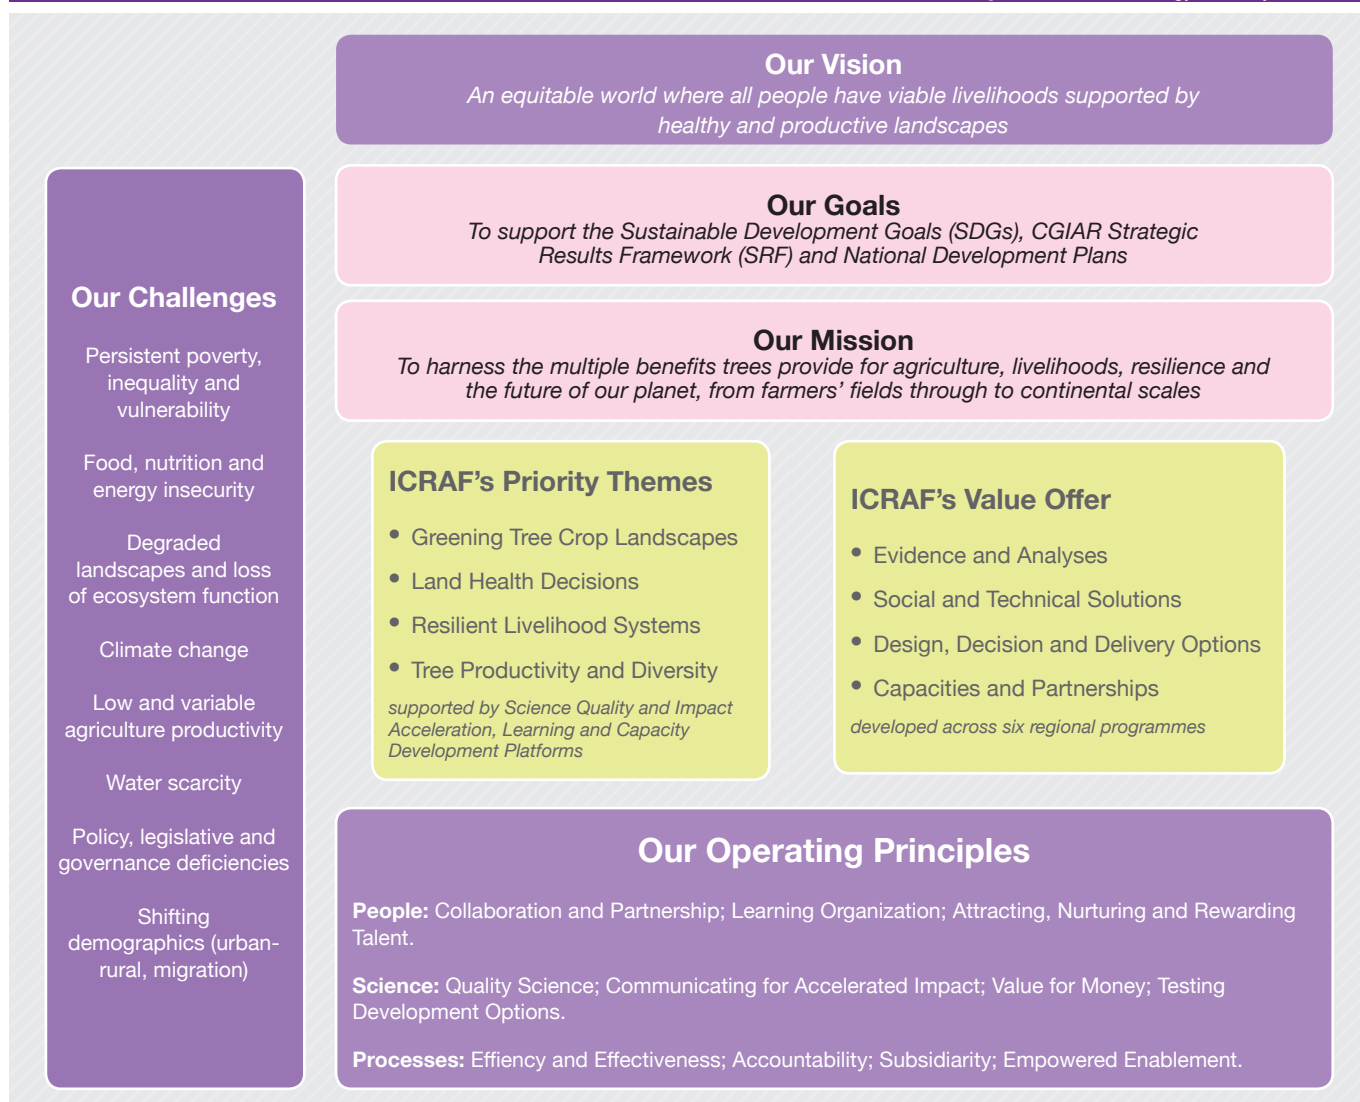 Our Vision
An equitable world where all people have viable livelihoods supported by
healthy and productive landscapes
Our Challenges
Persistent poverty,
inequality and
vulnerability
Food, nutrition and
energy insecurity
Degraded
landscapes and loss
of ecosystem function
Climate change
Low and variable
agriculture productivity
Water scarcity
Policy, legislative and
governance deficiencies
Shifting
demographics (urban-
rural, migration)
Our Goals
To support the Sustainable Development Goals (SDGs), CGIAR Strategic
Results Framework (SRF) and National Development Plans
Our Mission
To harness the multiple benefits trees provide for agriculture, livelihoods, resilience and
the future of our planet, from farmers’ fields through to continental scales
ICRAF’s Priority Themes
• Greening Tree Crop Landscapes
• Land Health Decisions
• Resilient Livelihood Systems
• Tree Productivity and Diversity
supported by Science Quality and Impact
Acceleration, Learning and Capacity
Development Platforms
ICRAF’s Value Offer
• Evidence and Analyses
• Social and Technical Solutions
• Design, Decision and Delivery Options
• Capacities and Partnerships
developed across six regional programmes
Our Operating Principles
People: Collaboration and Partnership; Learning Organization; Attracting, Nurturing and Rewarding
Talent.
Science: Quality Science; Communicating for Accelerated Impact; Value for Money; Testing
Development Options.
Processes: Effiency and Effectiveness; Accountability; Subsidiarity; Empowered Enablement.